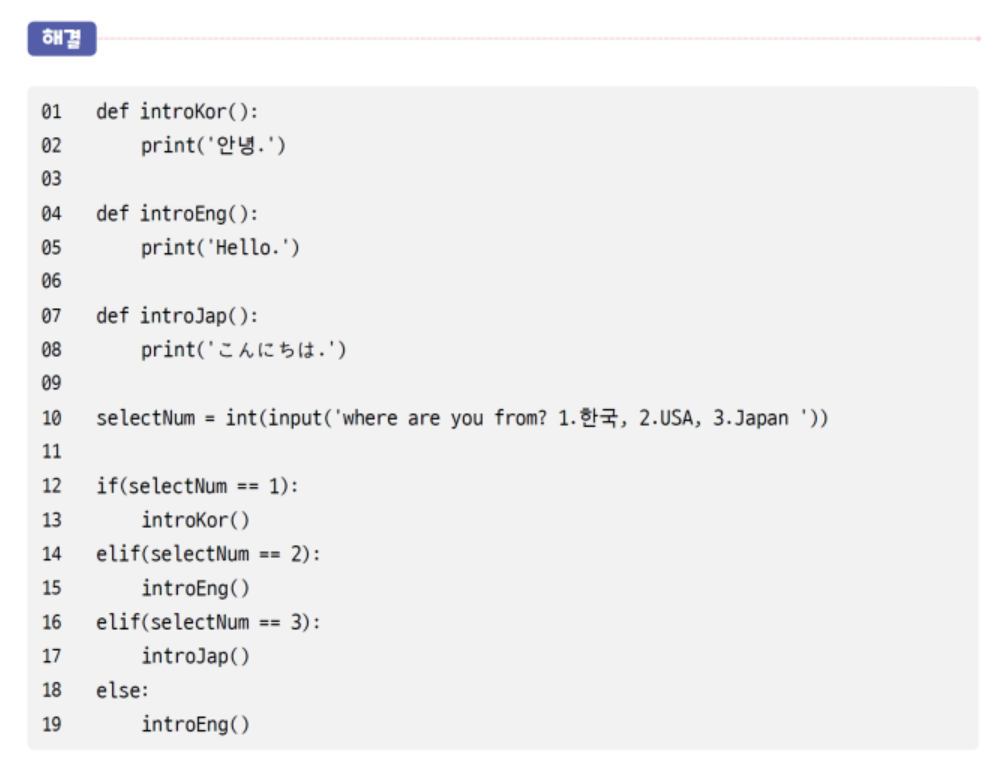 해결
01 def introKor():
02     print('안녕.')
03
04 def introEng():
05     print('Hello.')
06
07 def introJap():
08     print('こんにちは.')
09
10 selectNum = int(input('where are you from? 1.한국, 2.USA, 3.Japan '))
11
12 if(selectNum == 1):
13     introKor()
14 elif(selectNum == 2):
15     introEng()
16 elif(selectNum == 3):
17     introJap()
18 else:
19     introEng()